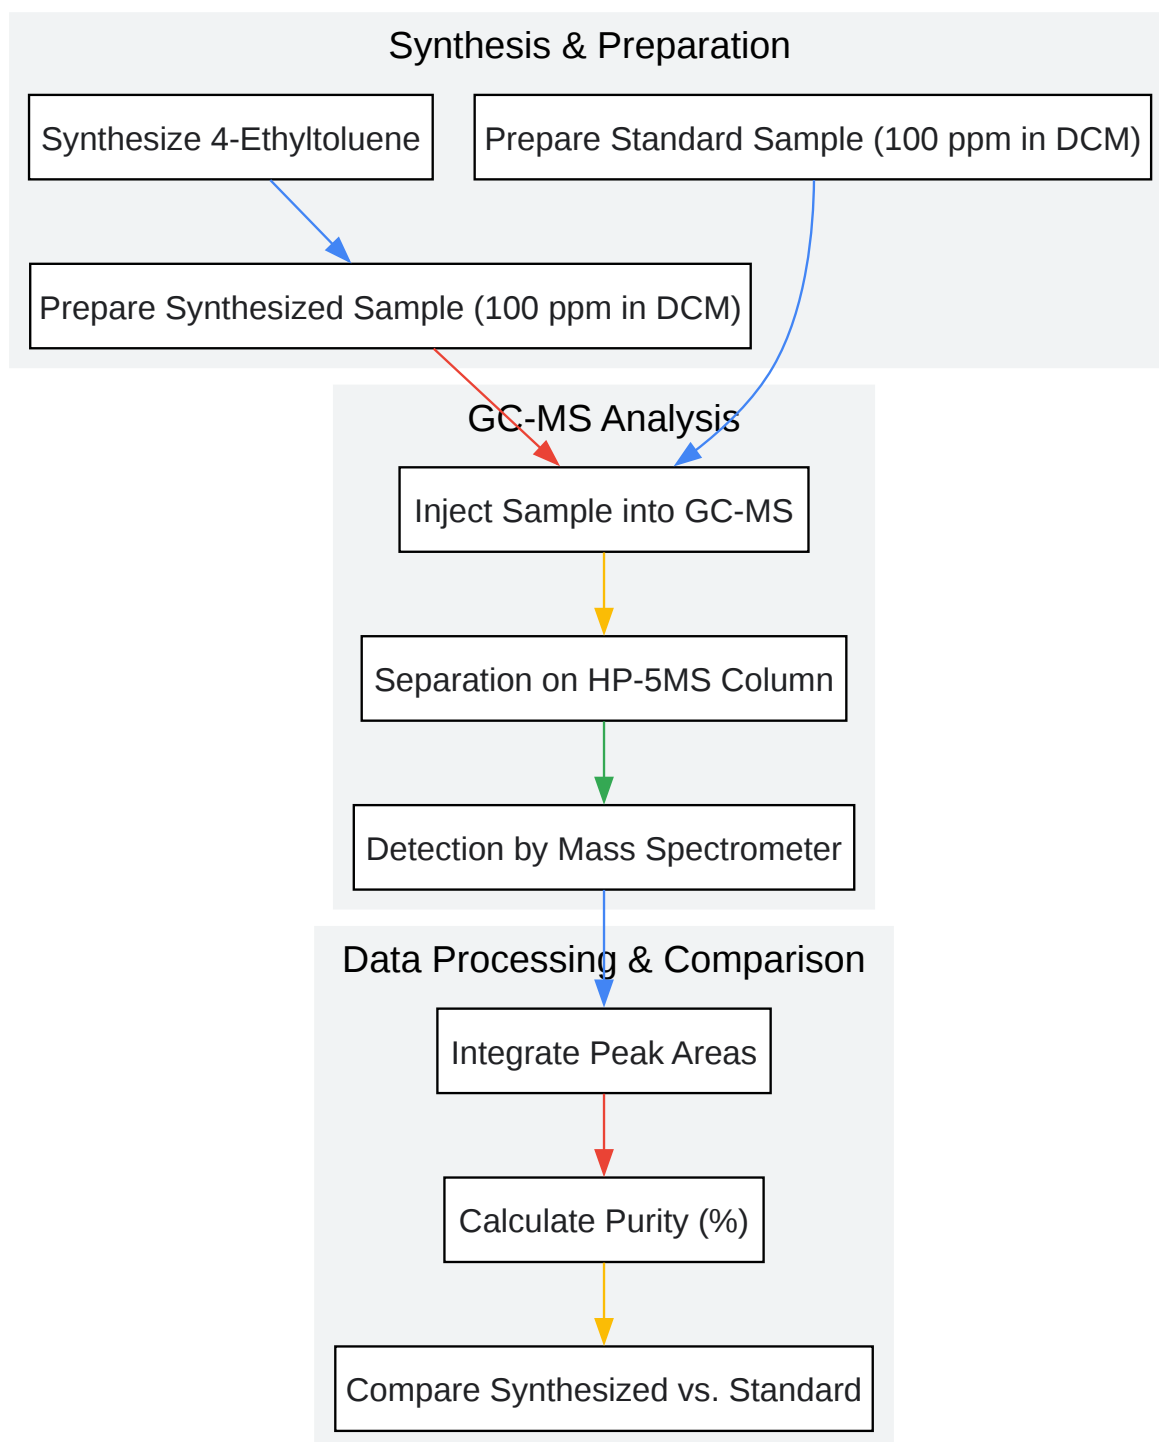 Synthesis & Preparation
Synthesize 4-Ethyltoluene
Prepare Standard Sample (100 ppm in DCM)
Prepare Synthesized Sample (100 ppm in DCM)
GC-MS Analysis
Inject Sample into GC-MS
Separation on HP-5MS Column
Detection by Mass Spectrometer
Data Processing & Comparison
Integrate Peak Areas
Calculate Purity (%)
Compare Synthesized vs. Standard